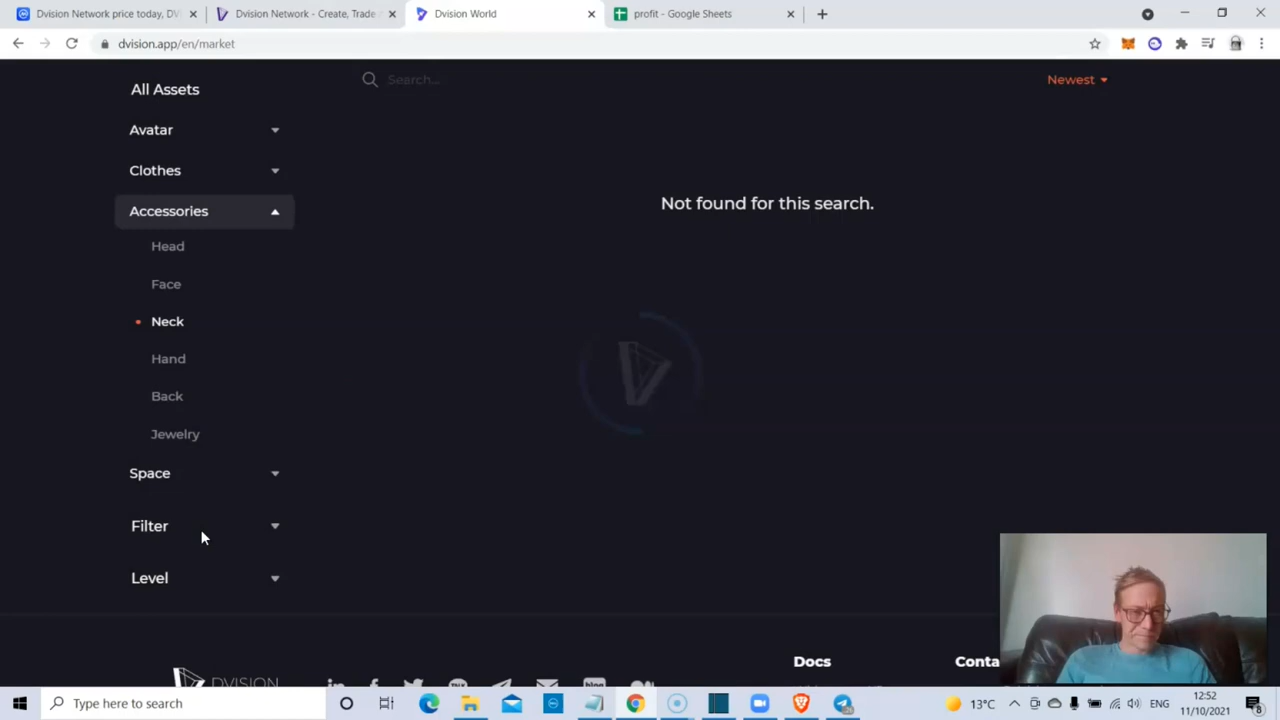 Dvision Network price today, DV
Dvision Network - Create, Trade
Dvision World
profit - Google Sheets
dvision.app/en/market
All Assets
Search...
Newest
Avatar
Clothes
Not found for this search.
Accessories
Head
Face
Neck
Hand
Back
Jewelry
Space
Filter
Level
DVISION
Docs
Conta
Type here to search
13°C
ENG
12:52
11/10/2021
8